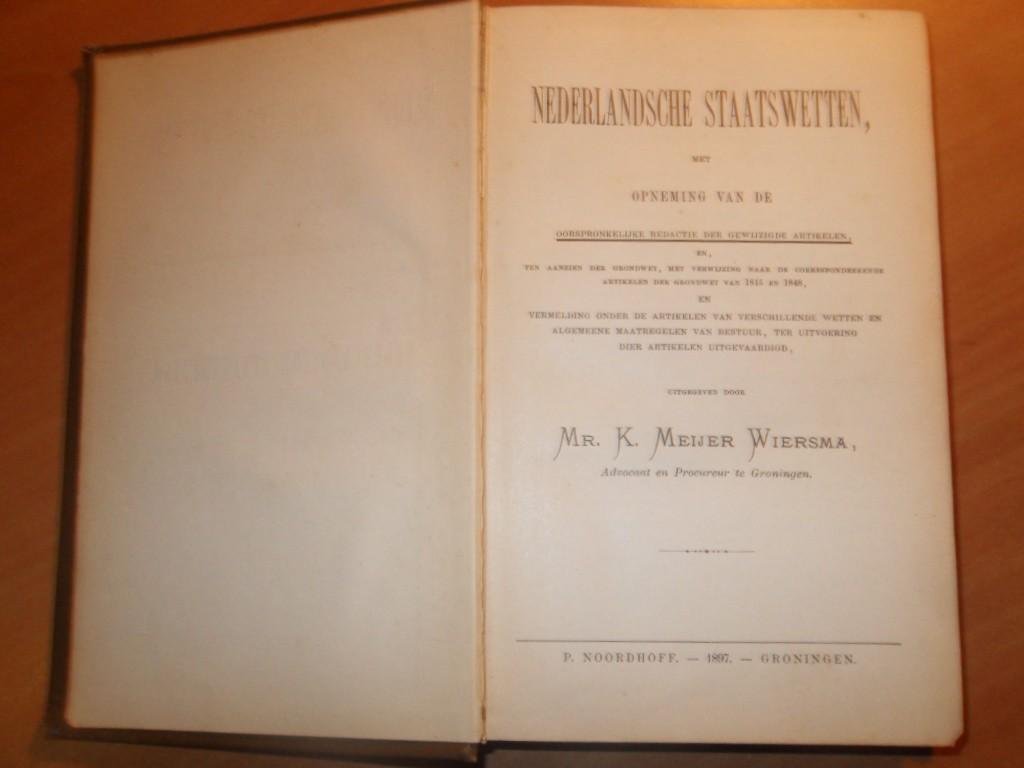 NEDERLANDSCHE STAATSWETTEN,
MET
OPNEMING VAN DE
OORSPRONKELIJKE REDACTIE DER GEWIJZIGDE ARTIKELEN,
EN,
TEN AANZIEN DER GRONDWET, MET VERWIJZING NAAR DE CORRESPONDEERENDE
ARTIKELEN DER GRONDWET VAN 1815 EN 1848,
EN
VERMELDING ONDER DE ARTIKELEN VAN VERSCHILLENDE WETTEN EN
ALGEMEENE MAATREGELEN VAN BESTUUR, TER UITVOERING
DIER ARTIKELEN UITGEVAARDIGD,
UITGEGEVEN DOOR
MR. K. MEIJER WIERSMA,
Advocaat en Procureur te Groningen.
P. NOORDHOFF. — 1897. — GRONINGEN.